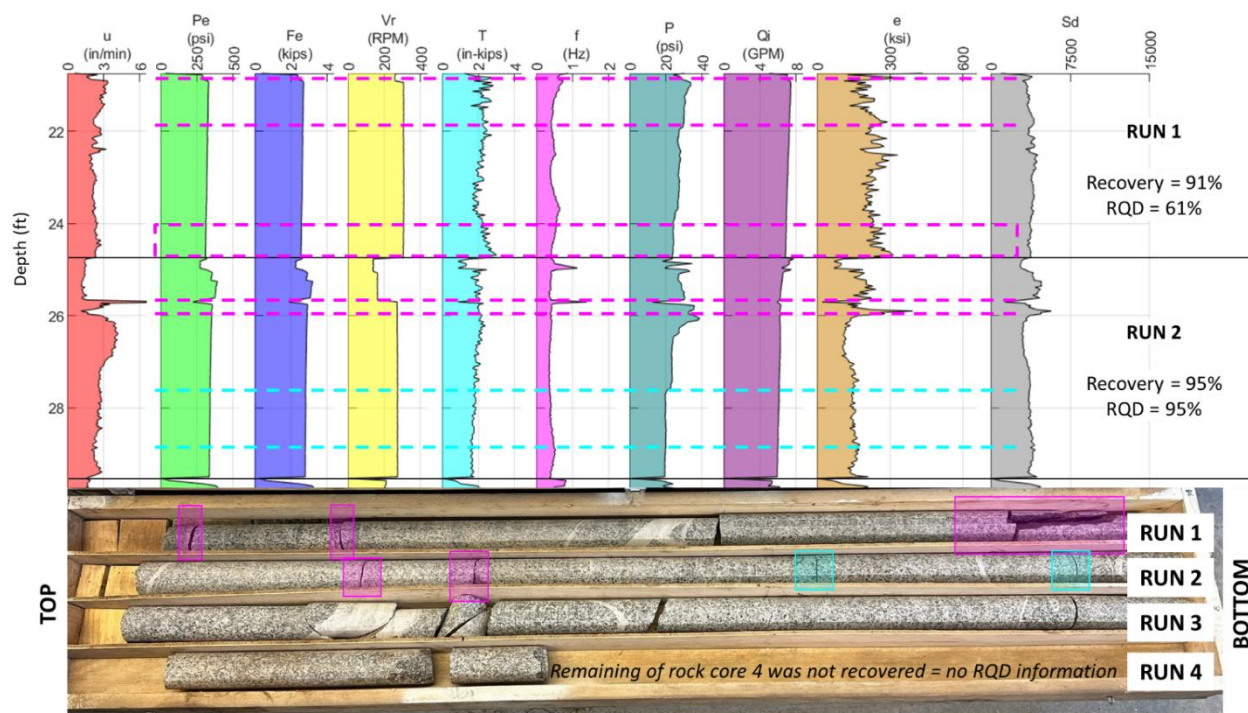 u
(in/min)
0
3
6
Pe
(psi)
0
250
500
Fe
(kips)
0
2
4
Vr
(RPM)
0
200
400
T
(in-kips)
0
2
4
f
(Hz)
0
1
2
P
(psi)
0
20
40
Qi
(GPM)
0
4
8
e
(ksi)
0
300
600
Sd
0
7500
15000
Depth (ft)
22
24
26
28
RUN 1
Recovery = 91%
RQD = 61%
RUN 2
Recovery = 95%
RQD = 95%
TOP
RUN 1
RUN 2
RUN 3
Remaining of rock core 4 was not recovered = no RQD information
RUN 4
BOTTOM